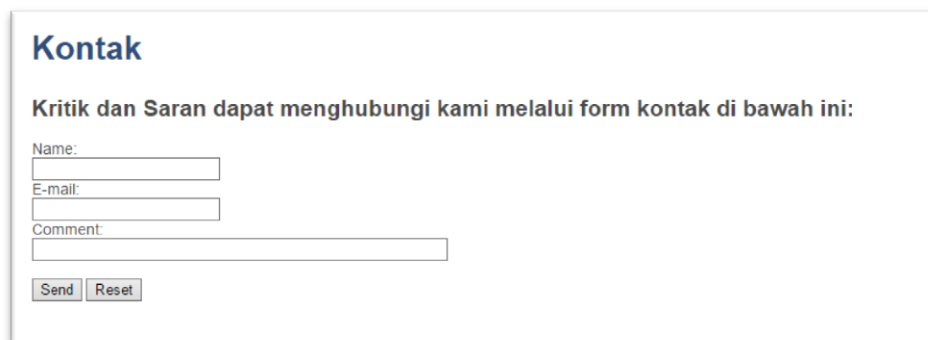 Kontak
Kritik dan Saran dapat menghubungi kami melalui form kontak di bawah ini:
Name:
E-mail:
Comment:
Send Reset